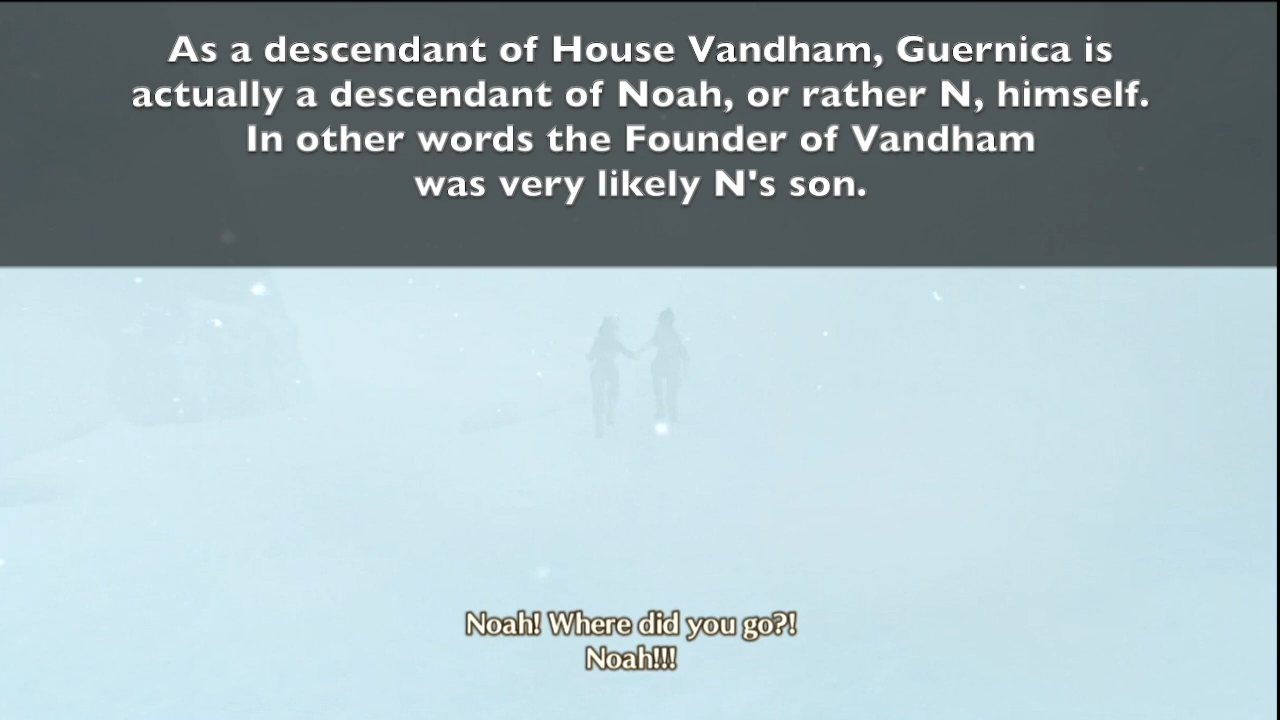 As a descendant of House Vandham, Guernica is
actually a descendant of Noah, or rather N, himself.
In other words the Founder of Vandham
was very likely N's son.
Noah! Where did you go?!
Noah!!!